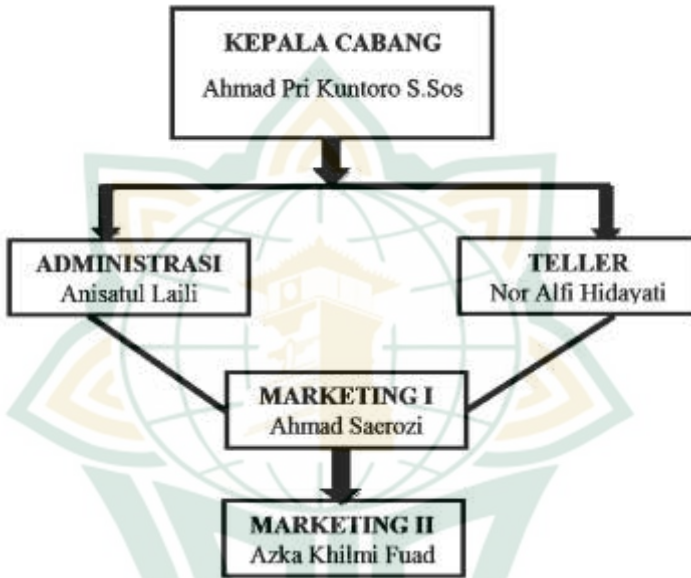 KEPALA CABANG
Ahmad Pri Kuntoro S.Sos
ADMINISTRASI
Anisatul Laili
TELLER
Nor Alfi Hidayati
MARKETING I
Ahmad Saerozi
MARKETING II
Azka Khilmi Fuad